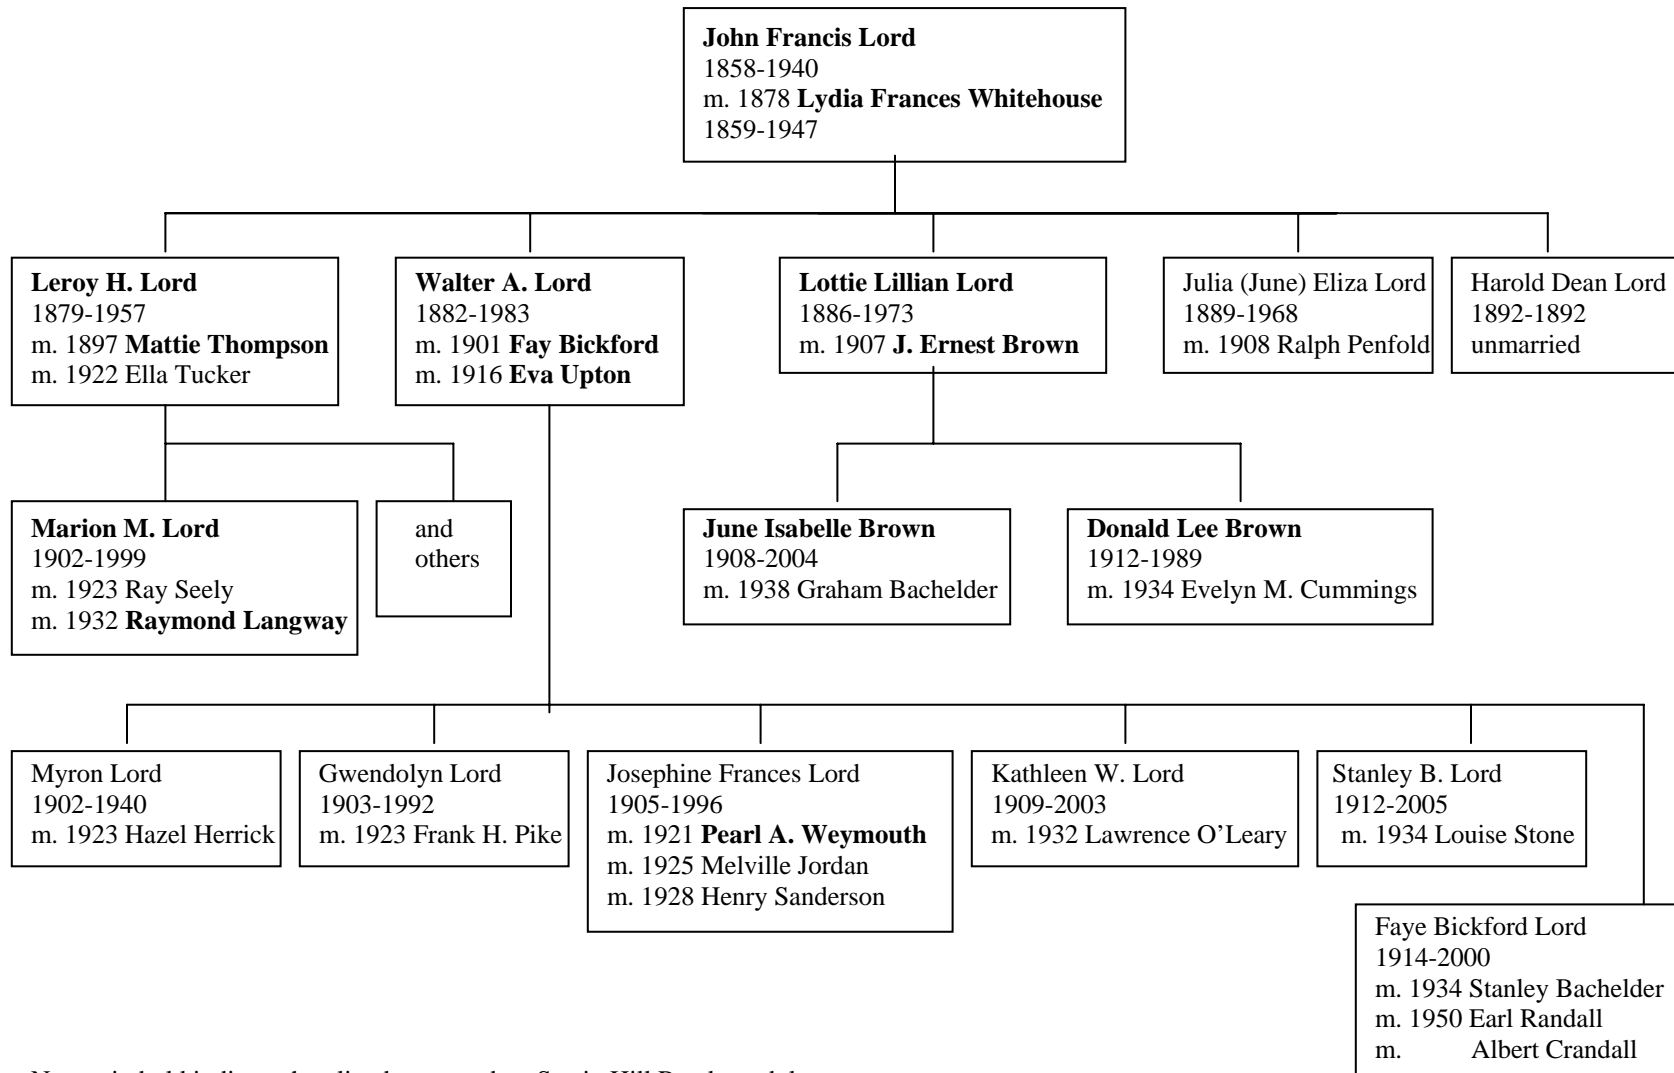 John Francis Lord
1858-1940
m. 1878 Lydia Frances Whitehouse
1859-1947
Leroy H. Lord
1879-1957
m. 1897 Mattie Thompson
m. 1922 Ella Tucker
Walter A. Lord
1882-1983
m. 1901 Fay Bickford
m. 1916 Eva Upton
Lottie Lillian Lord
1886-1973
m. 1907 J. Ernest Brown
Julia (June) Eliza Lord
1889-1968
m. 1908 Ralph Penfold
Harold Dean Lord
1892-1892
unmarried
Marion M. Lord
1902-1999
m. 1923 Ray Seely
m. 1932 Raymond Langway
and
others
June Isabelle Brown
1908-2004
m. 1938 Graham Bachelder
Donald Lee Brown
1912-1989
m. 1934 Evelyn M. Cummings
Myron Lord
1902-1940
m. 1923 Hazel Herrick
Gwendolyn Lord
1903-1992
m. 1923 Frank H. Pike
Josephine Frances Lord
1905-1996
m. 1921 Pearl A. Weymouth
m. 1925 Melville Jordan
m. 1928 Henry Sanderson
Kathleen W. Lord
1909-2003
m. 1932 Lawrence O’Leary
Stanley B. Lord
1912-2005
m. 1934 Louise Stone
Faye Bickford Lord
1914-2000
m. 1934 Stanley Bachelder
m. 1950 Earl Randall
m. Albert Crandall